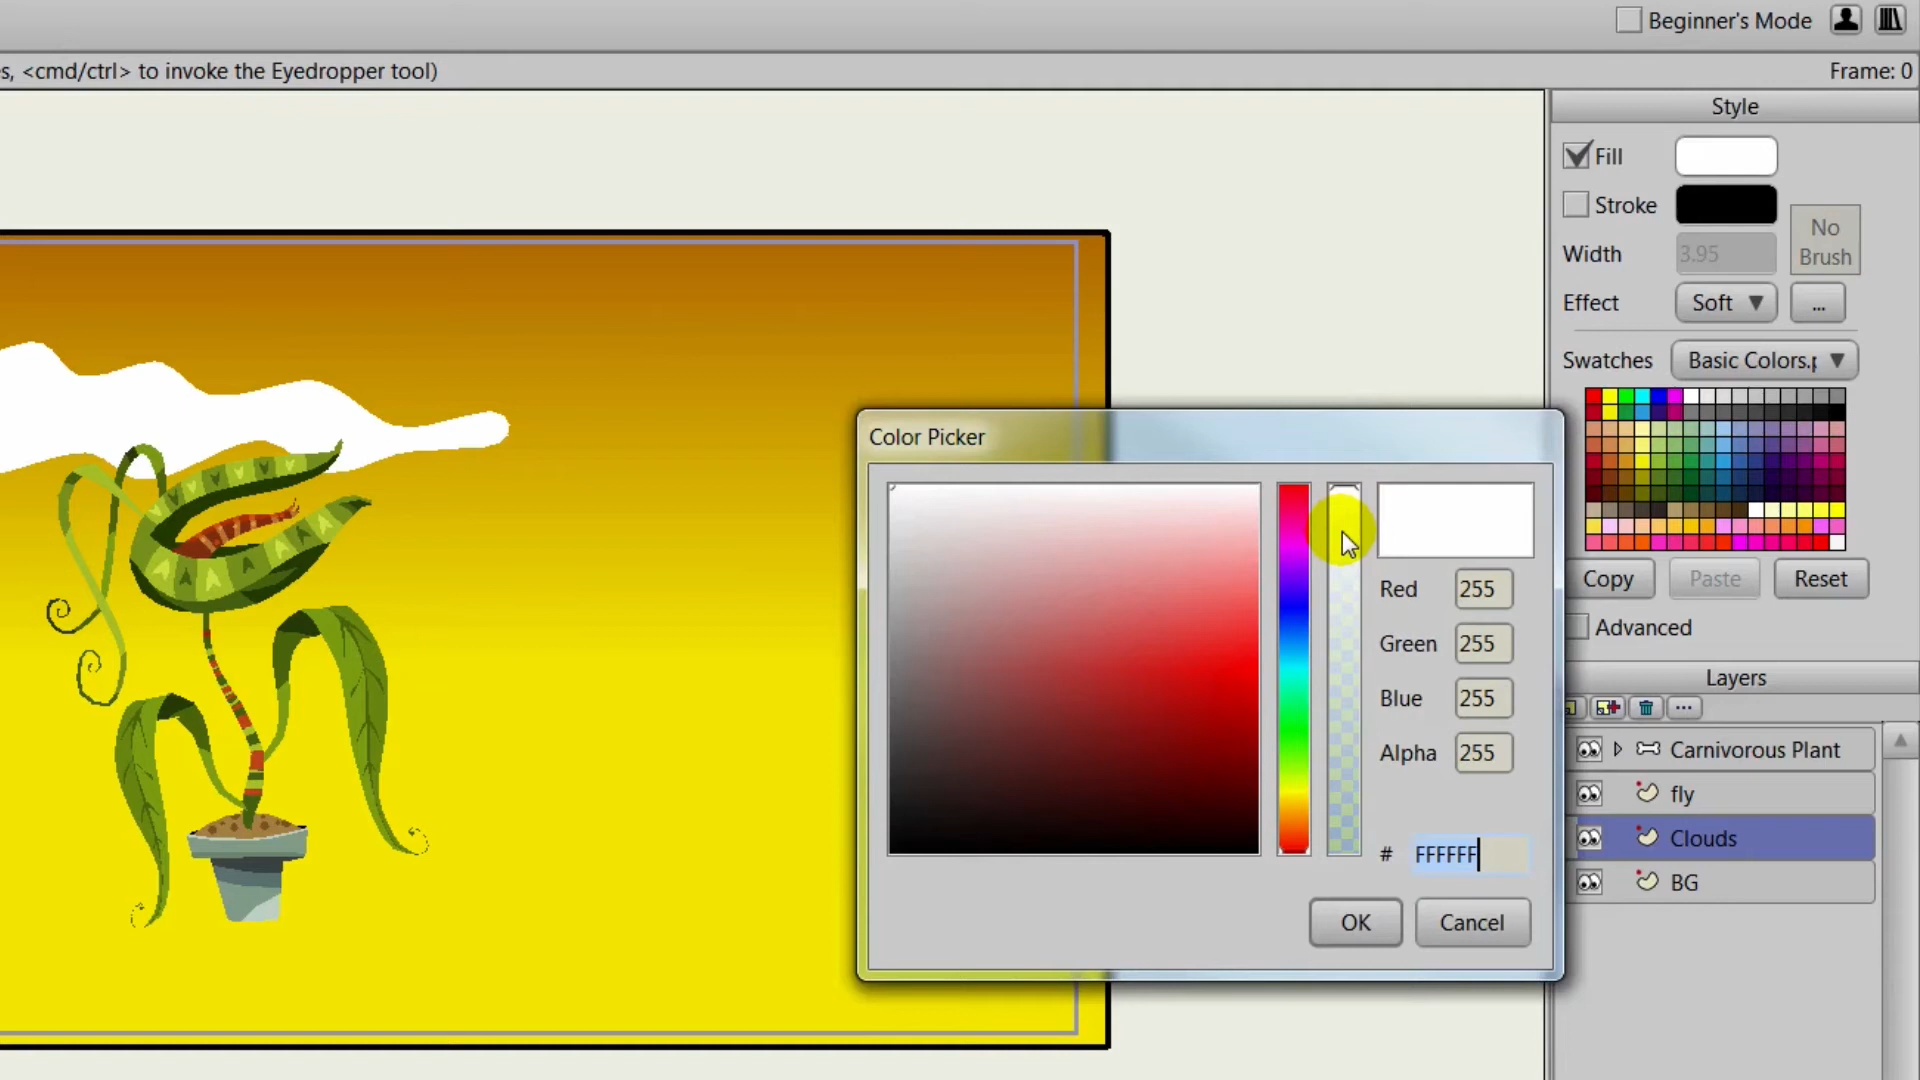 Beginner's Mode
s, <cmd/ctrl> to invoke the Eyedropper tool)
Frame: 0
Style
Fill
Stroke
Width 3.95
No
Brush
Effect Soft ...
Swatches Basic Colors.p
Copy Paste Reset
Advanced
Layers
...
Carnivorous Plant
fly
Clouds
BG
Color Picker
Red 255
Green 255
Blue 255
Alpha 255
# FFFFFF
OK Cancel